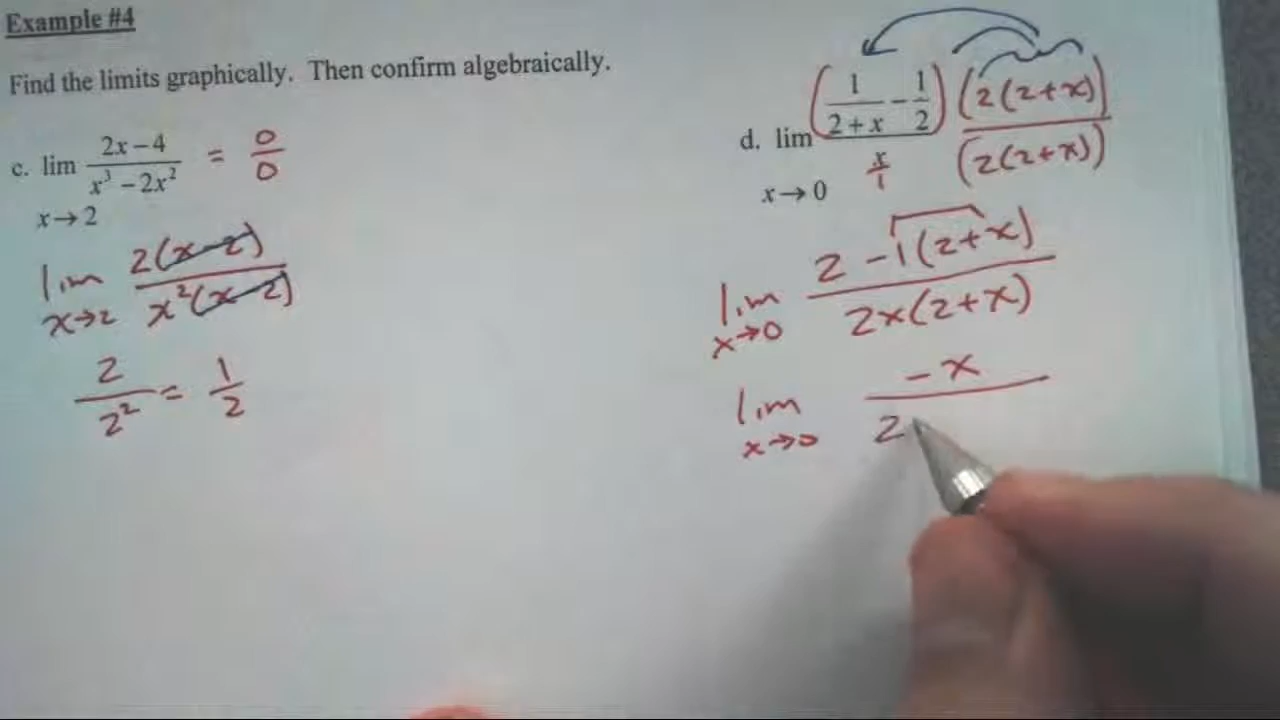 Example #4
Find the limits graphically. Then confirm algebraically.
c. lim (2x − 4)/(x³ − 2x²) = 0/0
x → 2
lim x→2 2(x−2)/x²(x−2)
2/2² = 1/2
d. lim (1/(2+x) − 1/2)/(x/1) (2(2+x))/(2(2+x))
x → 0
lim x→0 (2 − 1(2+x))/(2x(2+x))
lim x→0 −x/2